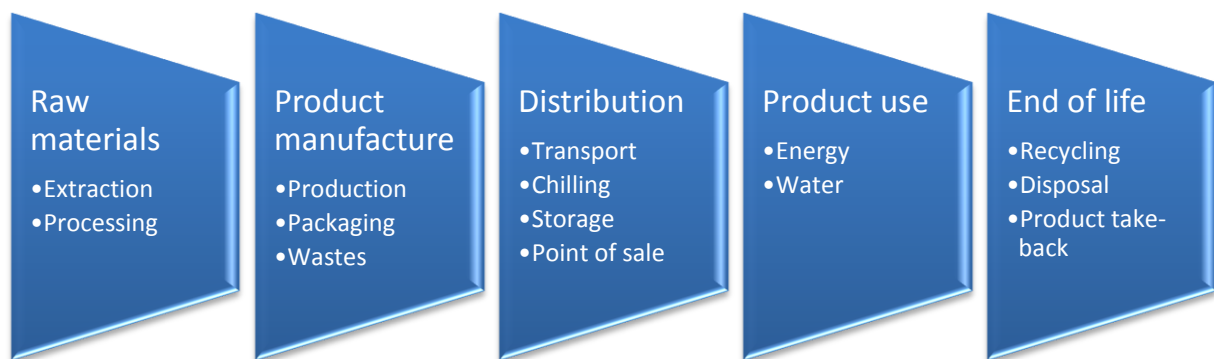 Raw
materials
•Extraction
•Processing
Product
manufacture
•Production
•Packaging
•Wastes
Distribution
•Transport
•Chilling
•Storage
•Point of sale
Product use
•Energy
•Water
End of life
•Recycling
•Disposal
•Product take-
back